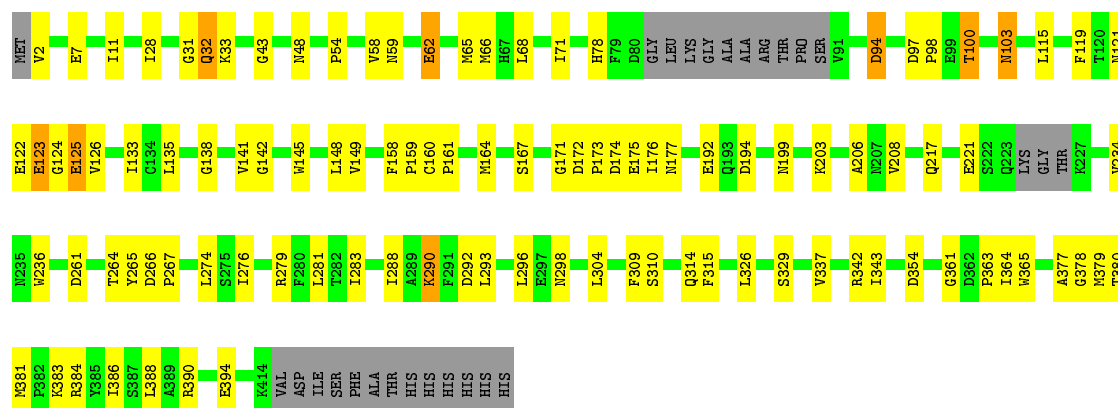 MET V2 E7 I11 I28 G31 Q32 K33 G43 N48 P54 V58 N59 E62 M65 M66 H67 L68 I71 H78 F79 D80 GLY LEU LYS GLY ALA ALA ARG THR PRO SER V91 D94 D97 P98 E99 T100 N103 L115 F119 T120 N121
E122 E123 G124 E125 V126 I133 C134 L135 G138 V141 G142 W145 L148 V149 F158 P159 C160 P161 M164 S167 G171 D172 P173 D174 E175 I176 N177 E192 Q193 D194 N199 K203 A206 N207 V208 Q217 E221 S222 Q223 LYS GLY THR K227 V234
N235 W236 D261 T264 Y265 D266 P267 L274 S275 I276 R279 F280 L281 T282 I283 I288 A289 K290 F291 D292 L293 L296 E297 N298 L304 F309 S310 Q314 F315 L326 S329 V337 R342 I343 D354 G361 D362 P363 I364 W365 A377 G378 M379 T380
M381 P382 K383 R384 Y385 I386 S387 L388 A389 R390 E394 K414 VAL ASP ILE SER PHE ALA THR HIS HIS HIS HIS HIS HIS